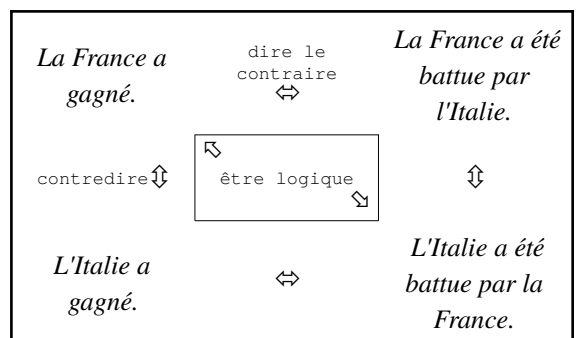 La France a
gagné.
dire le
contraire
⬄
La France a été
battue par
l'Italie.
contredire⇳
⬁
être logique
⬂
⇳
L'Italie a
gagné.
⬄
L'Italie a été
battue par la
France.